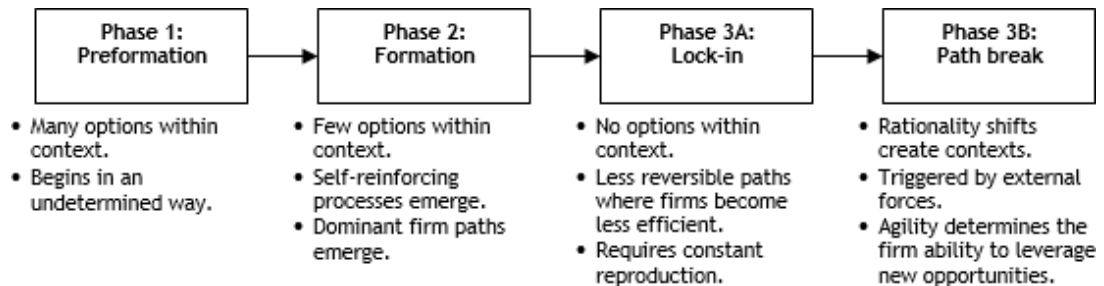 Phase 1:
Preformation
• Many options within
context.
• Begins in an
undetermined way.
Phase 2:
Formation
• Few options within
context.
• Self-reinforcing
processes emerge.
• Dominant firm paths
emerge.
Phase 3A:
Lock-in
• No options within
context.
• Less reversible paths
where firms become
less efficient.
• Requires constant
reproduction.
Phase 3B:
Path break
• Rationality shifts
create contexts.
• Triggered by external
forces.
• Agility determines the
firm ability to leverage
new opportunities.